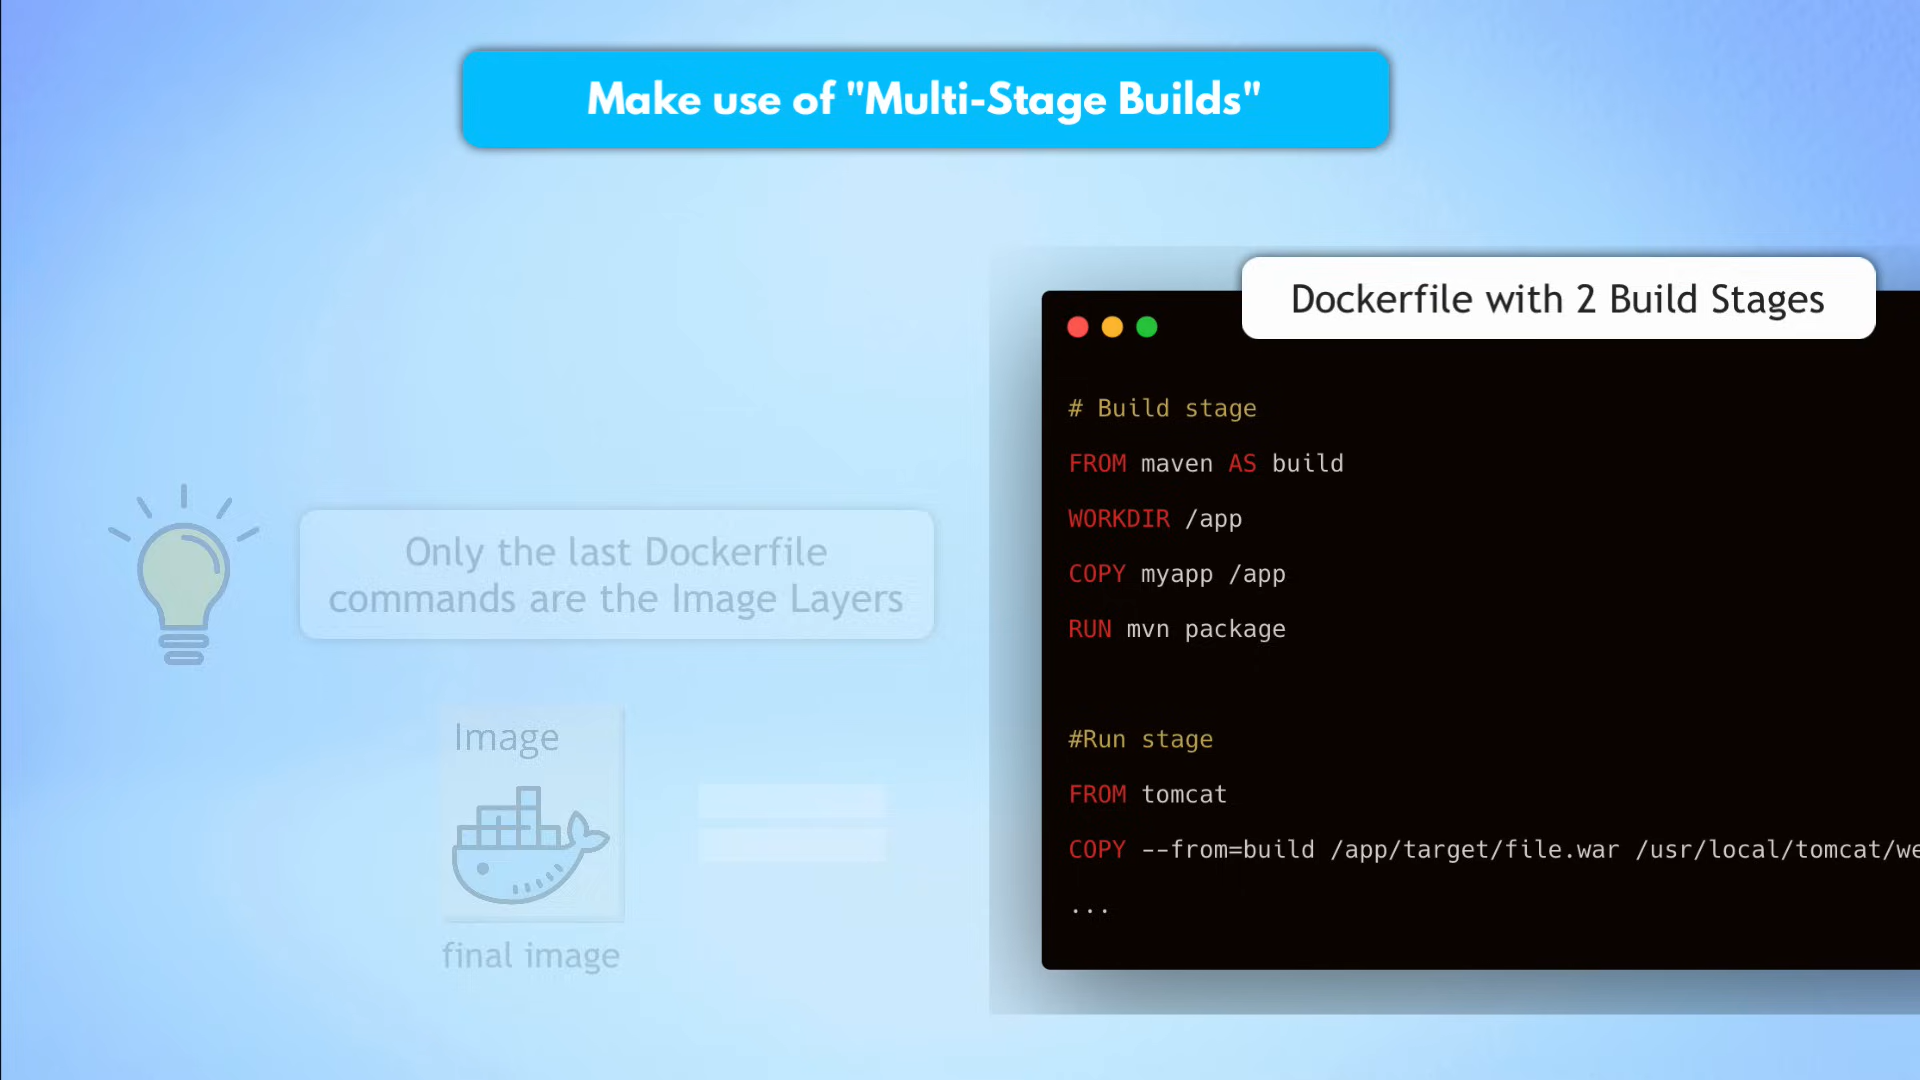 Make use of "Multi-Stage Builds"
Only the last Dockerfile
commands are the Image Layers
Image
final image
Dockerfile with 2 Build Stages
# Build stage
FROM maven AS build
WORKDIR /app
COPY myapp /app
RUN mvn package
#Run stage
FROM tomcat
COPY --from=build /app/target/file.war /usr/local/tomcat/we
...